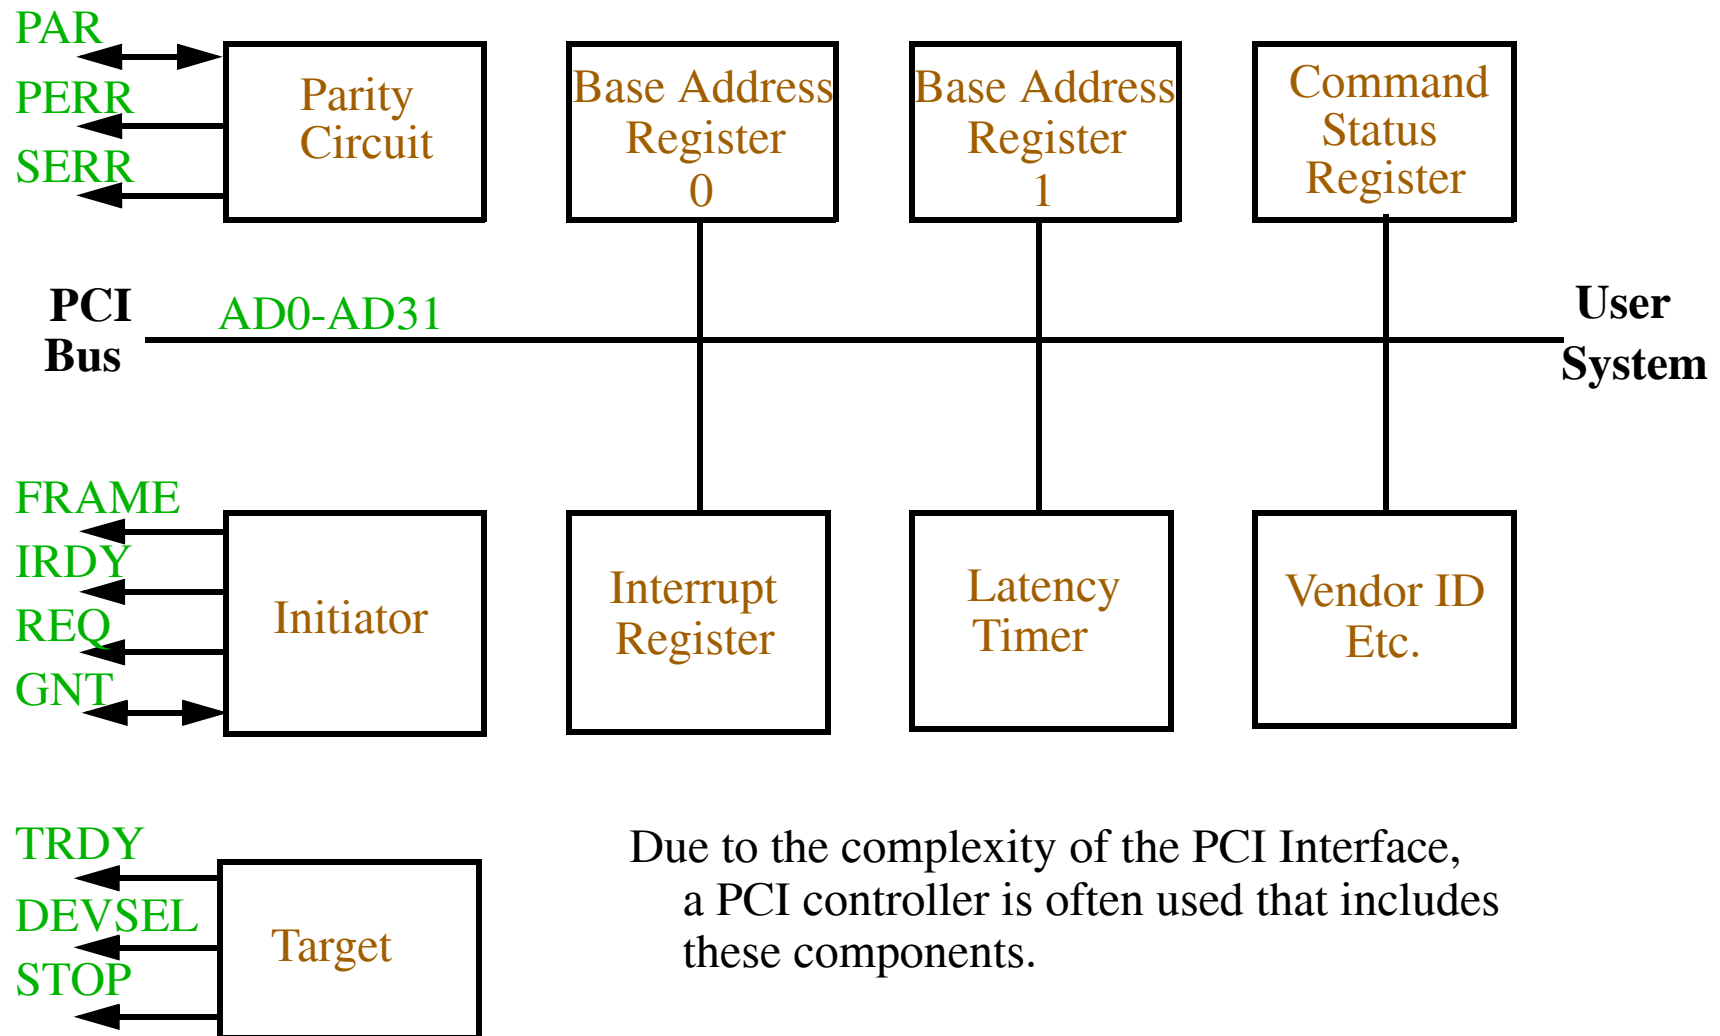 PAR
PERR
SERR
Parity
Circuit
Base Address
Register
0
Base Address
Register
1
Command
Status
Register
PCI
Bus
AD0-AD31
User
System
FRAME
IRDY
REQ
GNT
Initiator
Interrupt
Register
Latency
Timer
Vendor ID
Etc.
TRDY
DEVSEL
STOP
Target
Due to the complexity of the PCI Interface,
a PCI controller is often used that includes
these components.